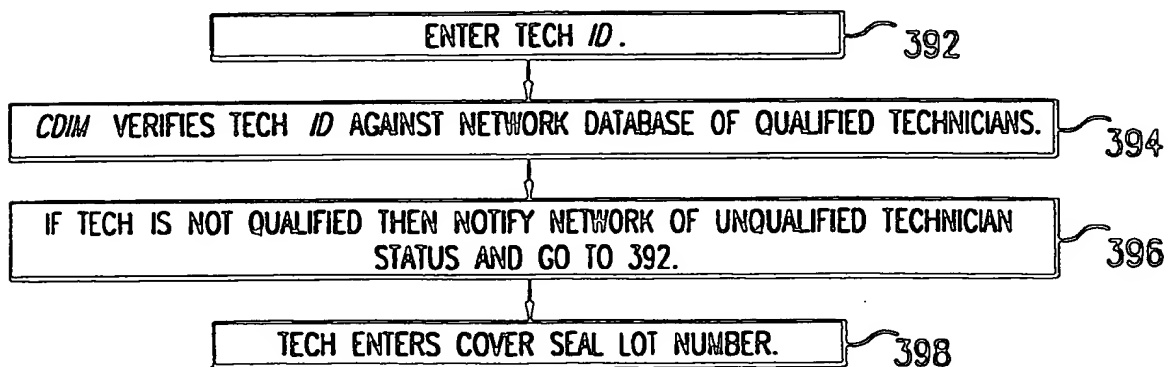 ENTER TECH ID.
392
CDIM VERIFIES TECH ID AGAINST NETWORK DATABASE OF QUALIFIED TECHNICIANS.
394
IF TECH IS NOT QUALIFIED THEN NOTIFY NETWORK OF UNQUALIFIED TECHNICIAN
STATUS AND GO TO 392.
396
TECH ENTERS COVER SEAL LOT NUMBER.
398